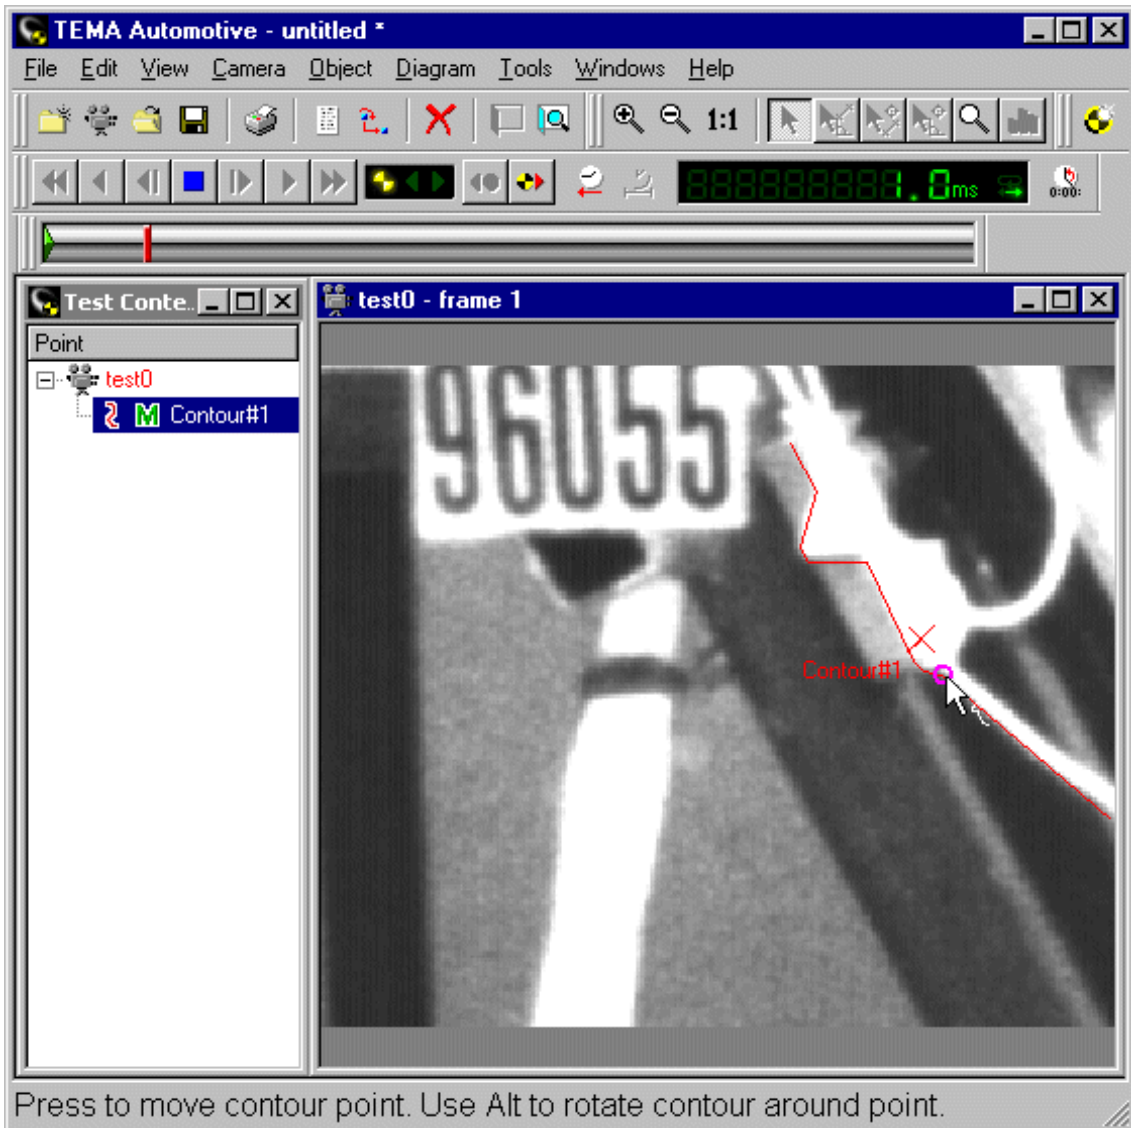 TEMA Automotive - untitled *
File Edit View Camera Object Diagram Tools Windows Help
1:1
1.0ms
0:00:
Test Conte..
test0 - frame 1
Point
test0
M Contour#1
96055
Contour#1
Press to move contour point. Use Alt to rotate contour around point.